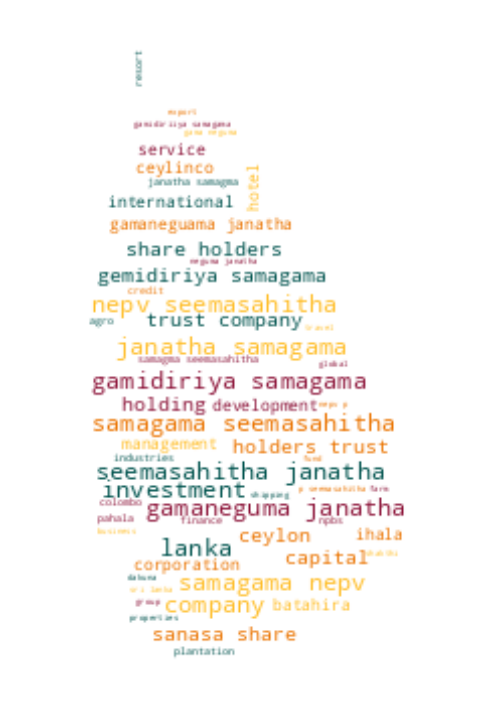 resort
export
gamidiriiya samagama
gama neguma
service
ceylinco
hotel
janatha samagma
international
gamaneguama janatha
share holders
neguma janatha
gemidiriya samagama
credit
nepv seemasahitha
agro trust company
travel
janatha samagama
samagma seemasahitha
global
gamidiriya samagama
holding development nepv p
samagama seemasahitha
management holders trust
industries fund
seemasahitha janatha
investment shipping p seemasahitha farm
colombo gamaneguma janatha
pahala finance npbs
business ceylon ihala
lanka capital
corporation
dakuna samagama nepv
sri lanka
group company batahira
properties
sanasa share
plantation